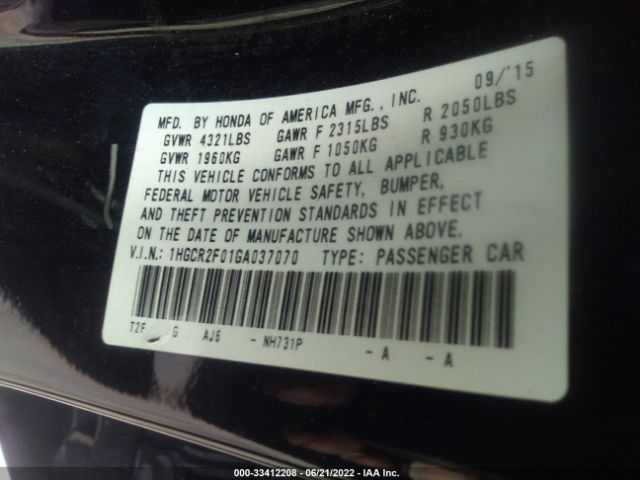 09/'15
MFD. BY HONDA OF AMERICA MFG., INC.
GVWR 4321LBS GAWR F 2315LBS R 2050LBS
GVWR 1960KG GAWR F 1050KG R 930KG
THIS VEHICLE CONFORMS TO ALL APPLICABLE
FEDERAL MOTOR VEHICLE SAFETY, BUMPER,
AND THEFT PREVENTION STANDARDS IN EFFECT
ON THE DATE OF MANUFACTURE SHOWN ABOVE.
V.I.N.: 1HGCR2F01GA037070 TYPE: PASSENGER CAR
T2F G AJ6 - NH731P - A - A
000-33412208 - 06/21/2022 - IAA Inc.